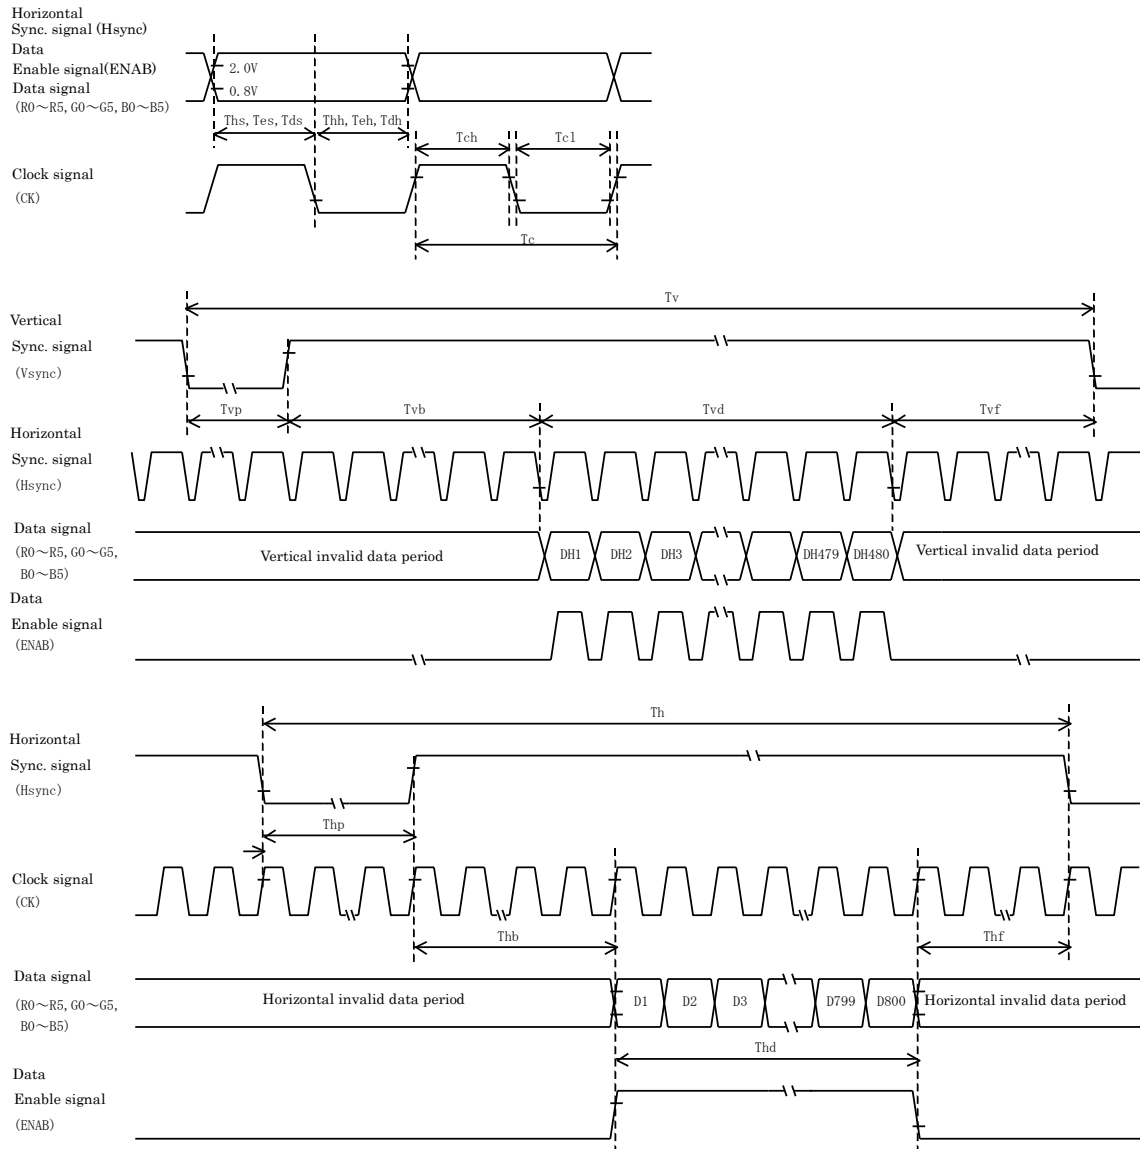 Horizontal
Sync. signal (Hsync)
Data
Enable signal(ENAB)
Data signal
(R0～R5, G0～G5, B0～B5)
2.0V
0.8V
Ths, Tes, Tds
Thh, Teh, Tdh
Tch
Tcl
Clock signal
(CK)
Tc
Tv
Vertical
Sync. signal
(Vsync)
Tvp
Tvb
Tvd
Tvf
Horizontal
Sync. signal
(Hsync)
Data signal
(R0～R5, G0～G5,
B0～B5)
Vertical invalid data period
DH1
DH2
DH3
DH479
DH480
Vertical invalid data period
Data
Enable signal
(ENAB)
Th
Horizontal
Sync. signal
(Hsync)
Thp
Clock signal
(CK)
Thb
Thf
Data signal
(R0～R5, G0～G5,
B0～B5)
Horizontal invalid data period
D1
D2
D3
D799
D800
Horizontal invalid data period
Thd
Data
Enable signal
(ENAB)